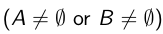 (A ≠ ∅ or B ≠ ∅)